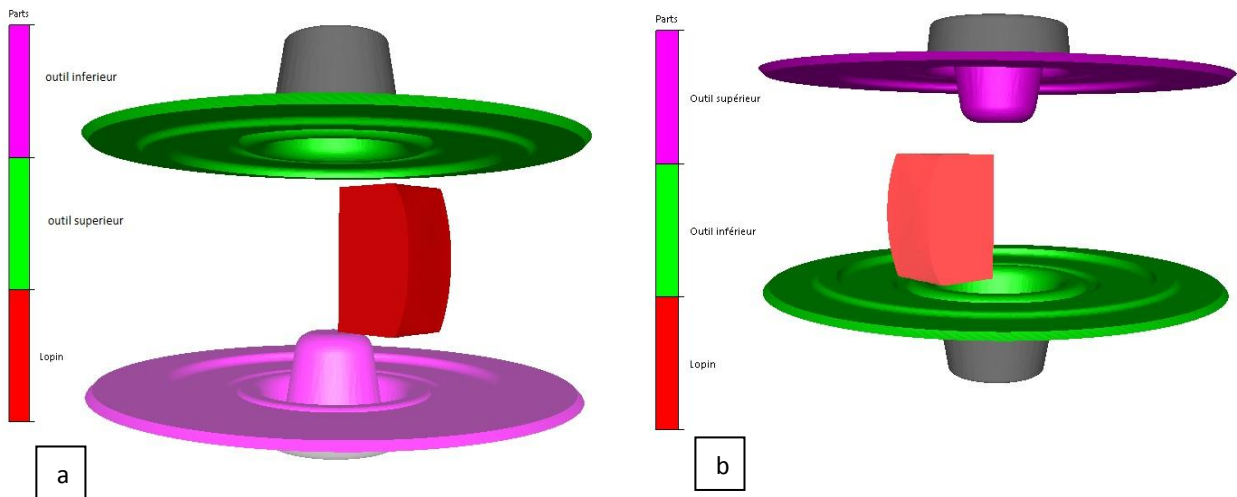 Parts
outil inferieur
outil superieur
Lopin
a
Parts
Outil supérieur
Outil inférieur
Lopin
b